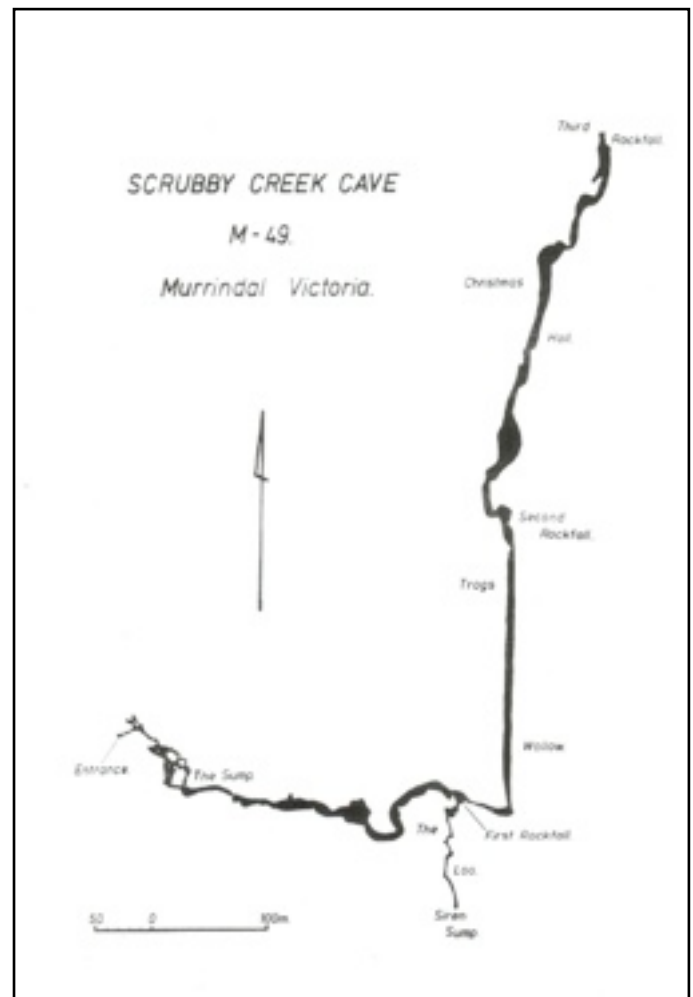 Third
Rockfall.
SCRUBBY CREEK CAVE
M-49.
Murrindal Victoria.
Christmas
Hall.
Second
Rockfall.
Trogs
Wallow
Entrance
The Sump
The
First Rockfall.
Loo.
50 0 100m.
Siren
Sump